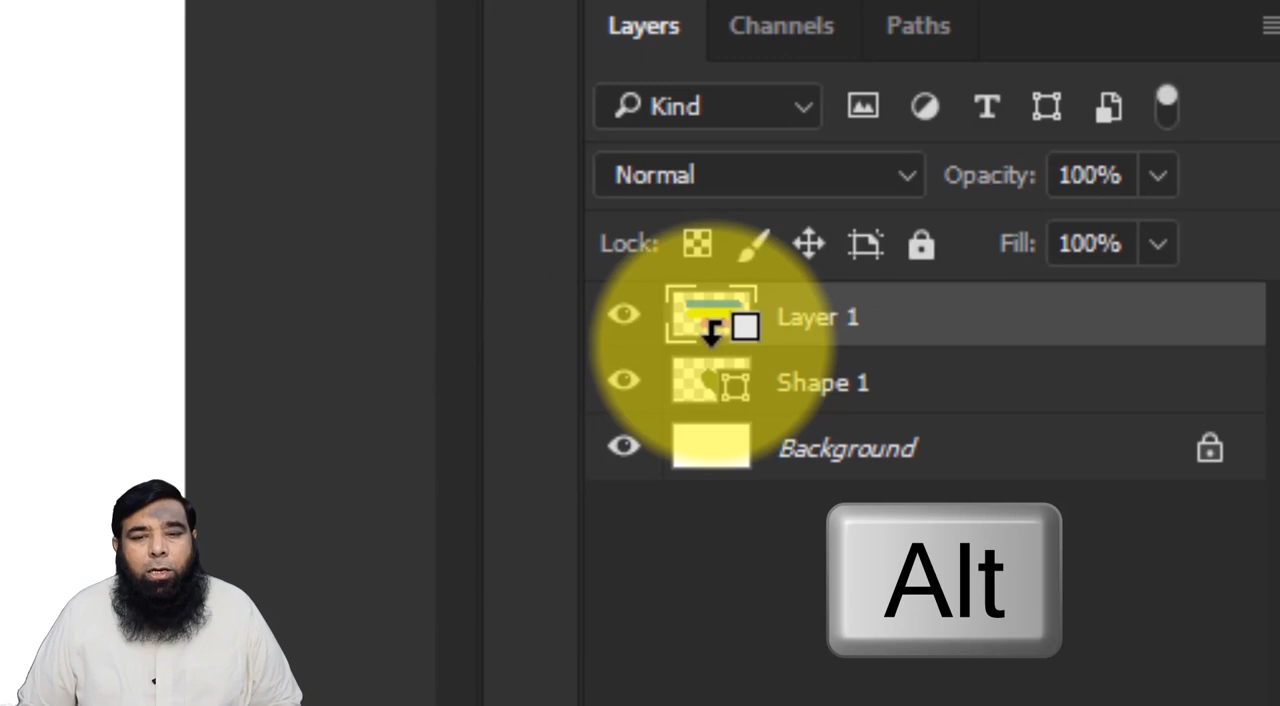 Layers Channels Paths
Kind
Normal Opacity: 100%
Lock: Fill: 100%
Layer 1
Shape 1
Background
Alt